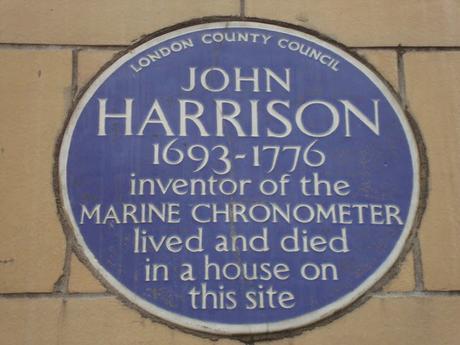 LONDON COUNTY COUNCIL
JOHN
HARRISON
1693-1776
inventor of the
MARINE CHRONOMETER
lived and died
in a house on
this site